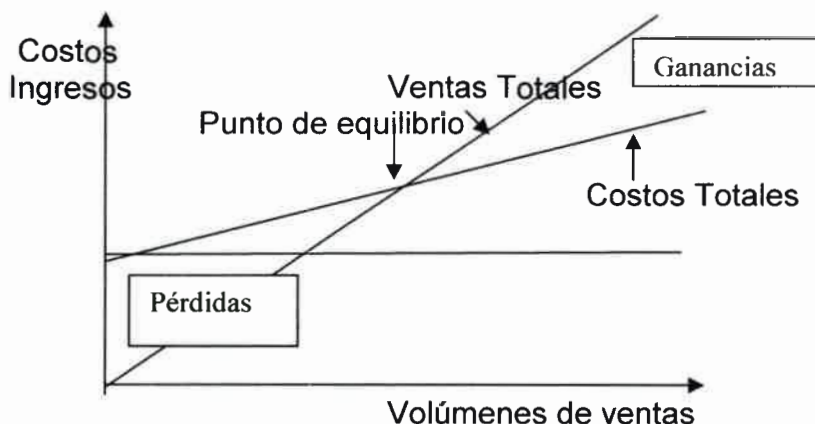 Costos
Ingresos
Ventas Totales
Ganancias
Punto de equilibrio
Costos Totales
Pérdidas
Volúmenes de ventas